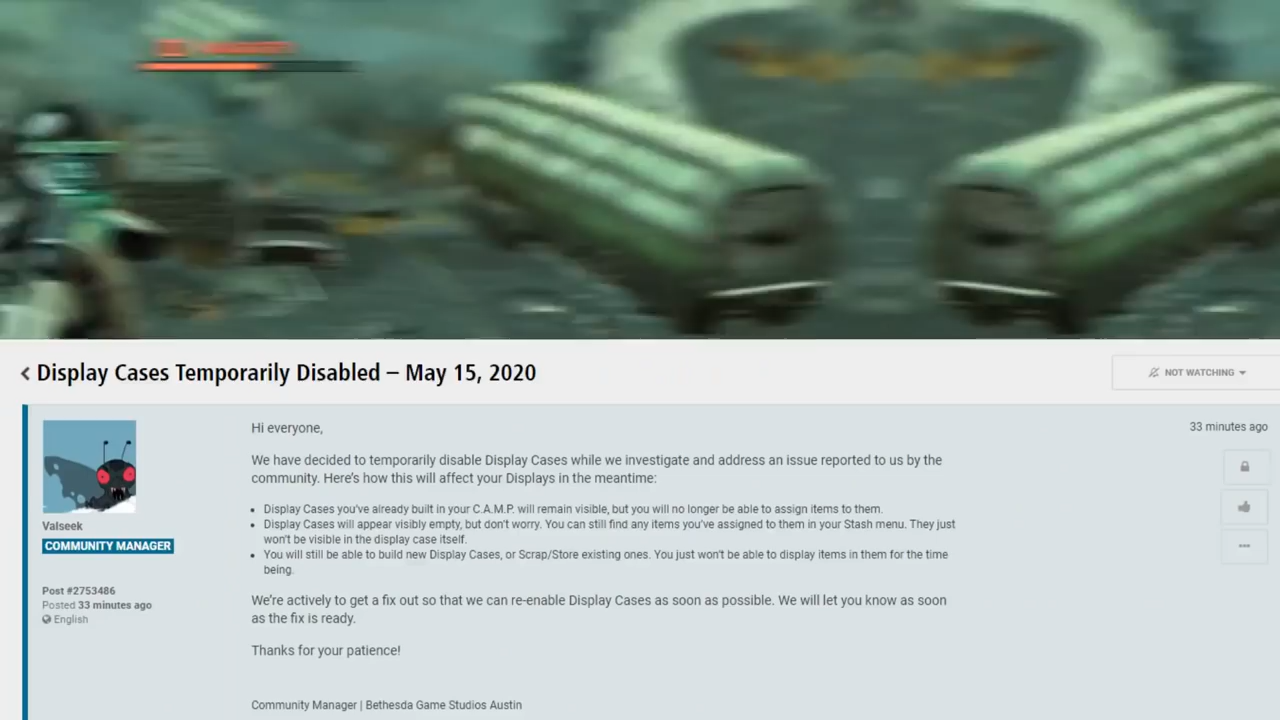 Display Cases Temporarily Disabled – May 15, 2020
NOT WATCHING
Hi everyone,
33 minutes ago
We have decided to temporarily disable Display Cases while we investigate and address an issue reported to us by the
community. Here's how this will affect your Displays in the meantime:
Display Cases you've already built in your C.A.M.P. will remain visible, but you will no longer be able to assign items to them.
Display Cases will appear visibly empty, but don't worry. You can still find any items you've assigned to them in your Stash menu. They just
won't be visible in the display case itself.
You will still be able to build new Display Cases, or Scrap/Store existing ones. You just won't be able to display items in them for the time
being.
Valseek
COMMUNITY MANAGER
Post #2753486
Posted 33 minutes ago
English
We're actively to get a fix out so that we can re-enable Display Cases as soon as possible. We will let you know as soon
as the fix is ready.
Thanks for your patience!
Community Manager | Bethesda Game Studios Austin